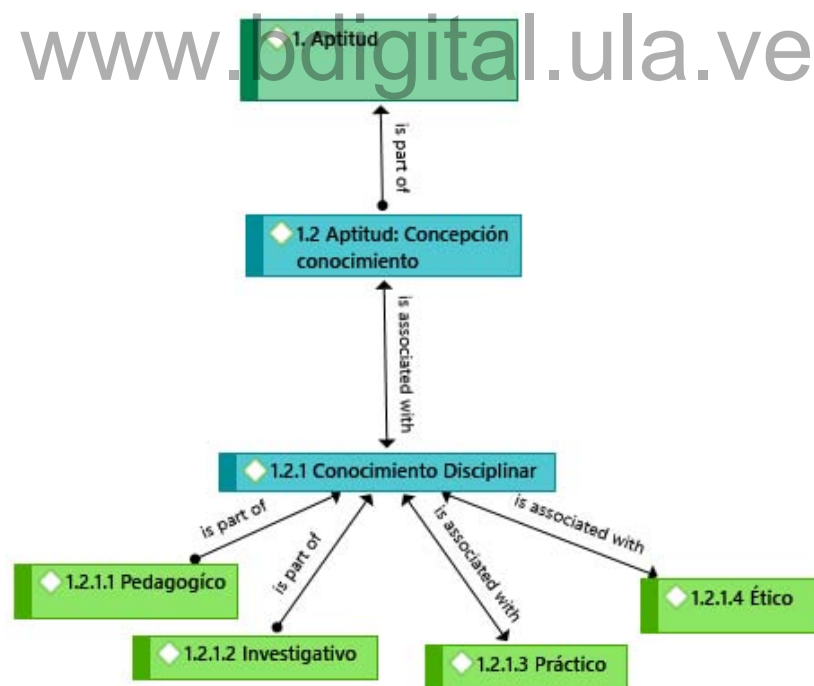 www.bdigital.ula.ve
1. Aptitud
is part of
1.2 Aptitud: Concepción
conocimiento
is associated with
1.2.1 Conocimiento Disciplinar
is part of
is part of
is associated with
is associated with
1.2.1.1 Pedagogíco
1.2.1.4 Ético
1.2.1.2 Investigativo
1.2.1.3 Práctico